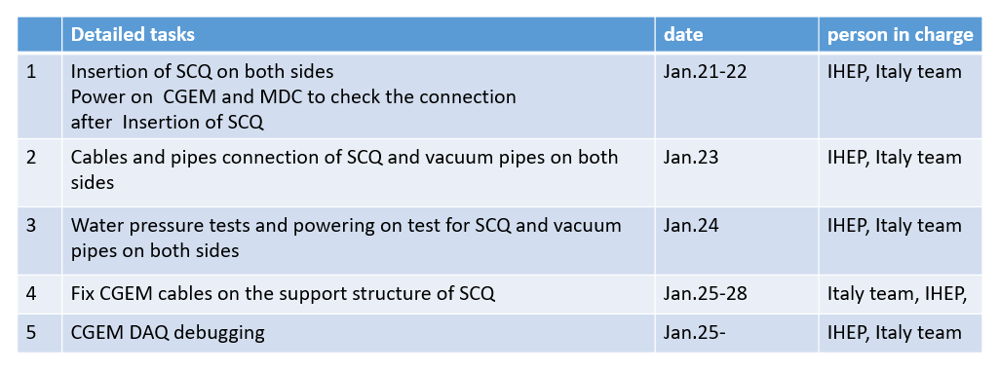 Detailed tasks date person in charge
1 Insertion of SCQ on both sides Jan.21-22 IHEP, Italy team
Power on  CGEM and MDC to check the connection
after  Insertion of SCQ
2 Cables and pipes connection of SCQ and vacuum pipes on both Jan.23 IHEP, Italy team
sides
3 Water pressure tests and powering on test for SCQ and vacuum Jan.24 IHEP, Italy team
pipes on both sides
4 Fix CGEM cables on the support structure of SCQ Jan.25-28 Italy team, IHEP,
5 CGEM DAQ debugging Jan.25- IHEP, Italy team